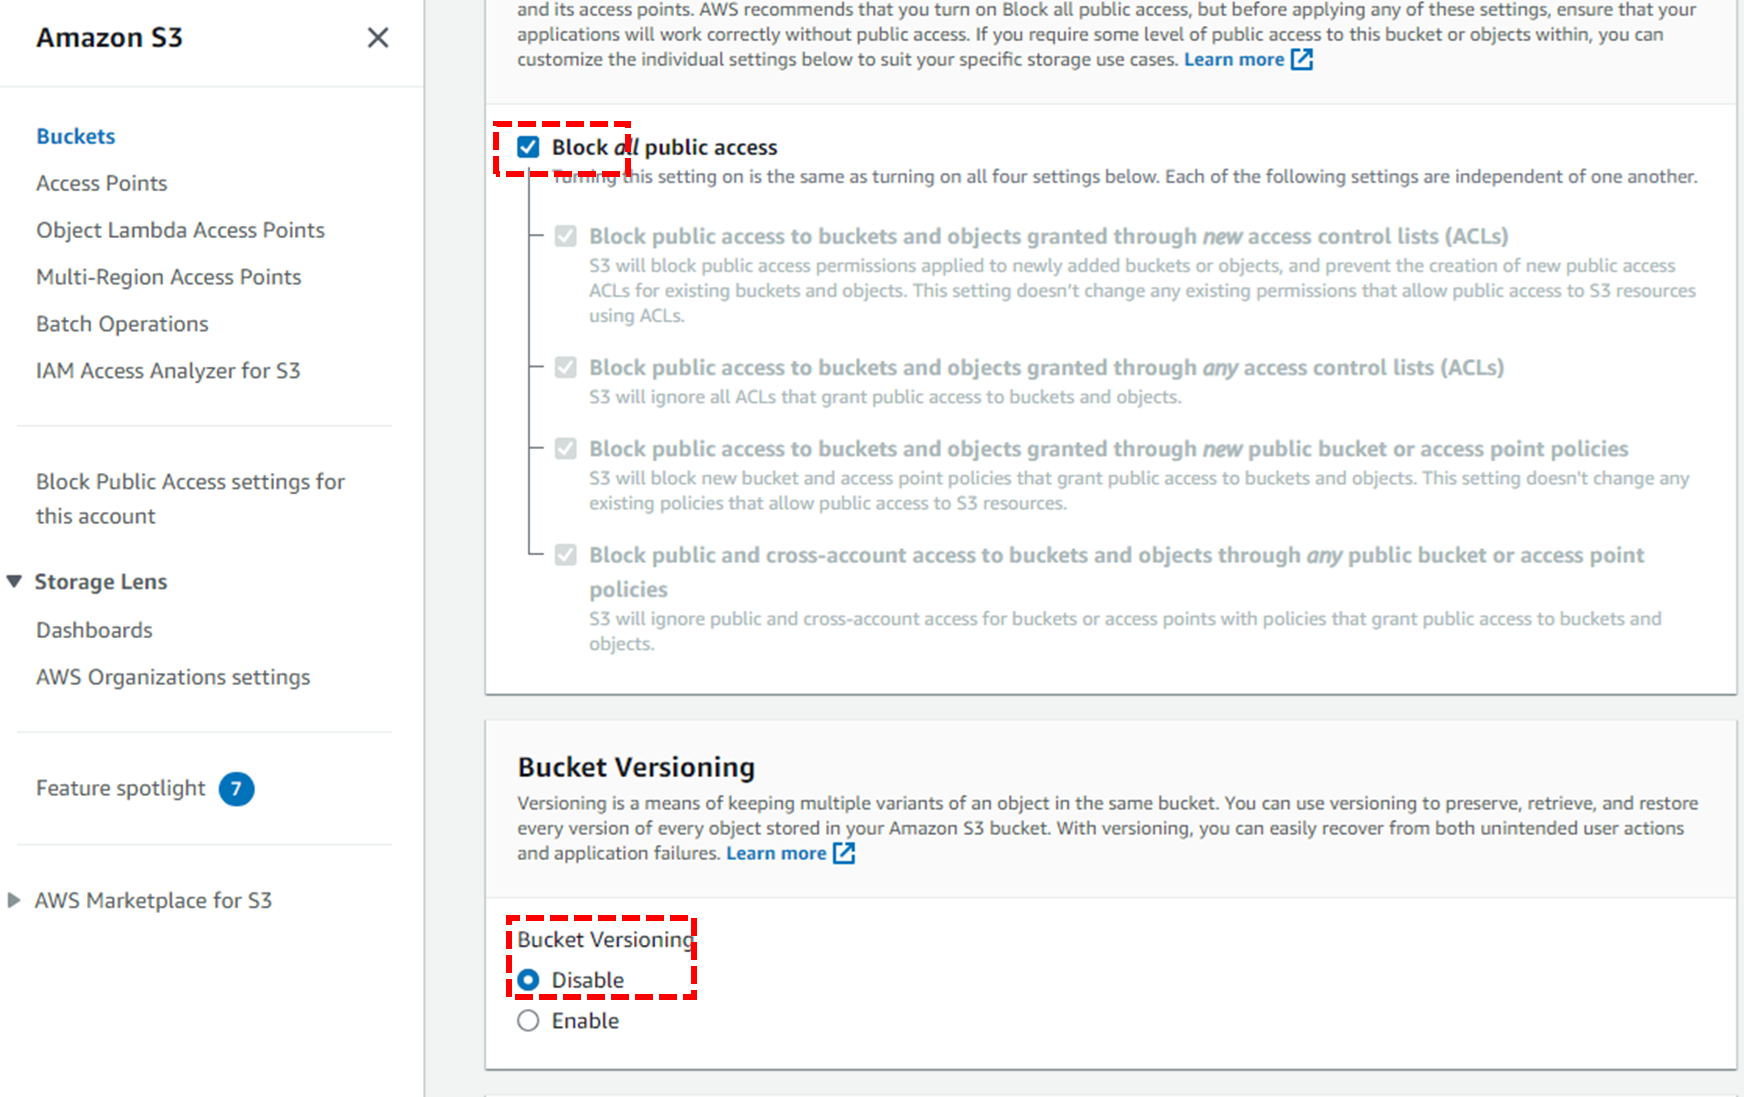 Amazon S3
Buckets
Access Points
Object Lambda Access Points
Multi-Region Access Points
Batch Operations
IAM Access Analyzer for S3
Block Public Access settings for
this account
Storage Lens
Dashboards
AWS Organizations settings
Feature spotlight 7
AWS Marketplace for S3
and its access points. AWS recommends that you turn on Block all public access, but before applying any of these settings, ensure that your
applications will work correctly without public access. If you require some level of public access to this bucket or objects within, you can
customize the individual settings below to suit your specific storage use cases. Learn more
Block all public access
Turning this setting on is the same as turning on all four settings below. Each of the following settings are independent of one another.
Block public access to buckets and objects granted through new access control lists (ACLs)
S3 will block public access permissions applied to newly added buckets or objects, and prevent the creation of new public access
ACLs for existing buckets and objects. This setting doesn't change any existing permissions that allow public access to S3 resources
using ACLs.
Block public access to buckets and objects granted through any access control lists (ACLs)
S3 will ignore all ACLs that grant public access to buckets and objects.
Block public access to buckets and objects granted through new public bucket or access point policies
S3 will block new bucket and access point policies that grant public access to buckets and objects. This setting doesn't change any
existing policies that allow public access to S3 resources.
Block public and cross-account access to buckets and objects through any public bucket or access point
policies
S3 will ignore public and cross-account access for buckets or access points with policies that grant public access to buckets and
objects.
Bucket Versioning
Versioning is a means of keeping multiple variants of an object in the same bucket. You can use versioning to preserve, retrieve, and restore
every version of every object stored in your Amazon S3 bucket. With versioning, you can easily recover from both unintended user actions
and application failures. Learn more
Bucket Versioning
Disable
Enable